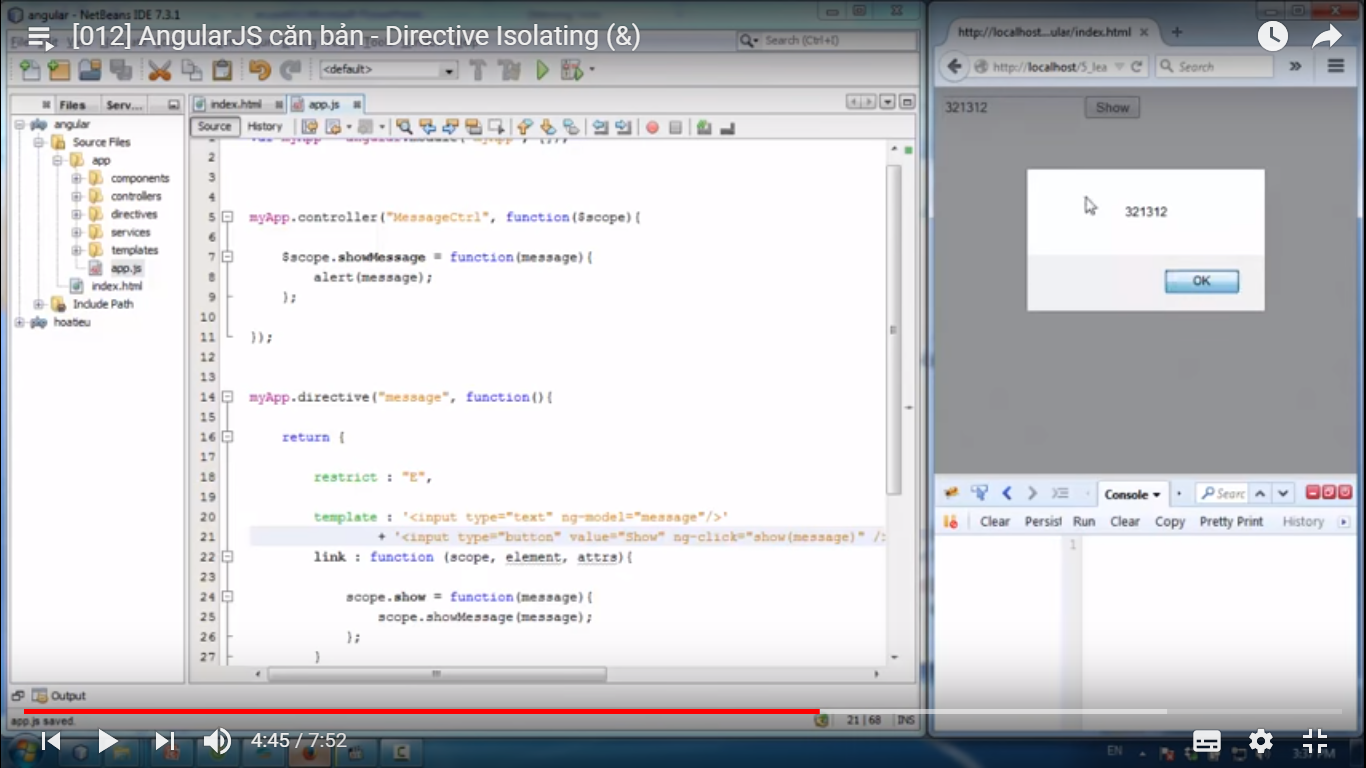 angular - NetBeans IDE 7.3.1
[012] AngularJS căn bản - Directive Isolating (&)
Search (Ctrl+I)
<default>
Files
Serv...
angular
Source Files
app
components
controllers
directives
services
templates
app.js
index.html
Include Path
hoatieu
index.html
app.js
Source
History
2
3
4
5 myApp.controller("MessageCtrl", function($scope){
6
7 $scope.showMessage = function(message){
8 alert(message);
9 };
10
11 });
12
13
14 myApp.directive("message", function(){
15
16 return {
17
18 restrict : "E",
19
20 template : '<input type="text" ng-model="message"/>'
21 + '<input type="button" value="Show" ng-click="show(message)" />
22 link : function (scope, element, attrs){
23
24 scope.show = function(message){
25 scope.showMessage(message);
26 };
27 }
Output
app.js saved.
21 | 68
INS
http://localhost...ular/index.html
http://localhost/5_lea
Search
321312
Show
321312
OK
Console
Searc
Clear
Persist
Run
Clear
Copy
Pretty Print
History
1
4:45 / 7:52
EN
3:37 PM